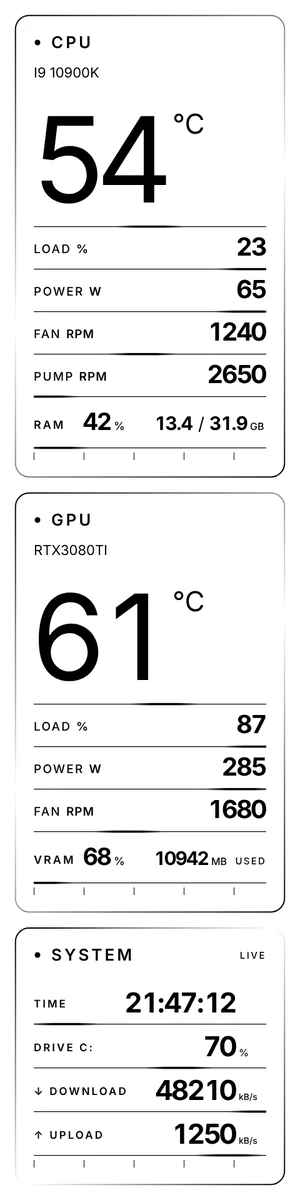 • CPU
I9 10900K
54 °C
LOAD % 23
POWER W 65
FAN RPM 1240
PUMP RPM 2650
RAM 42 % 13.4 / 31.9 GB
• GPU
RTX3080TI
61 °C
LOAD % 87
POWER W 285
FAN RPM 1680
VRAM 68 % 10942 MB USED
• SYSTEM LIVE
TIME 21:47:12
DRIVE C: 70 %
↓ DOWNLOAD 48210 kB/s
↑ UPLOAD 1250 kB/s